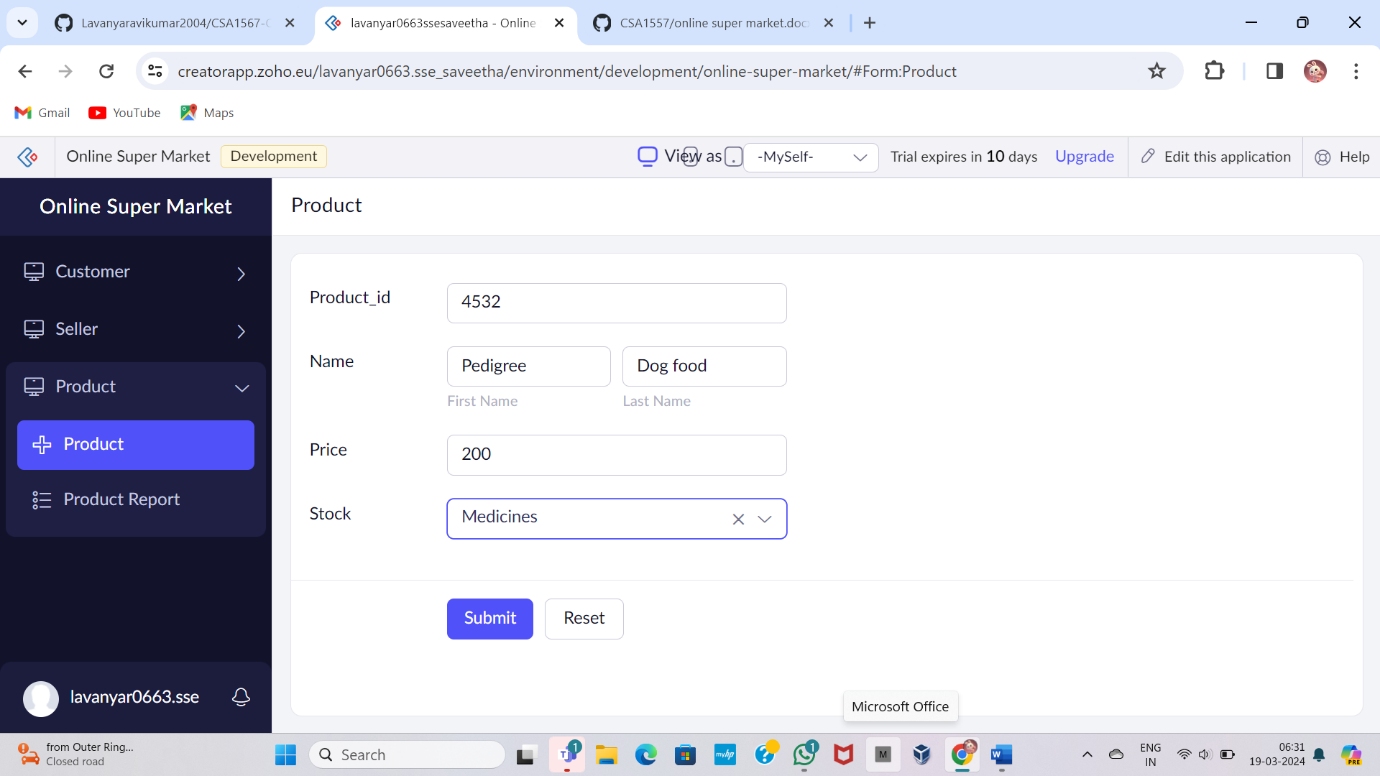 Lavanyaravikumar2004/CSA1567-C
lavanyar0663ssesaveetha - Online
CSA1557/online super market.doc
creatorapp.zoho.eu/lavanyar0663.sse_saveetha/environment/development/online-super-market/#Form:Product
Gmail
YouTube
Maps
Online Super Market
Development
View as
-MySelf-
Trial expires in 10 days
Upgrade
Edit this application
Help
Online Super Market
Product
Customer
Seller
Product
Product
Product Report
Product_id
4532
Name
Pedigree
Dog food
First Name
Last Name
Price
200
Stock
Medicines
Submit
Reset
lavanyar0663.sse
Microsoft Office
from Outer Ring...
Closed road
Search
1
myhp
1
M
ENG
IN
06:31
19-03-2024
PRE